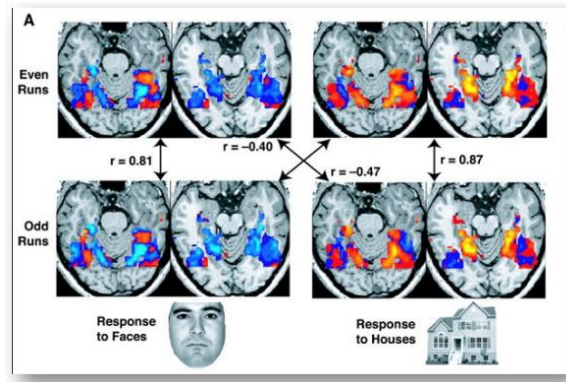 A
Even
Runs
r = 0.81
r = –0.40
r = –0.47
r = 0.87
Odd
Runs
Response
to Faces
Response
to Houses